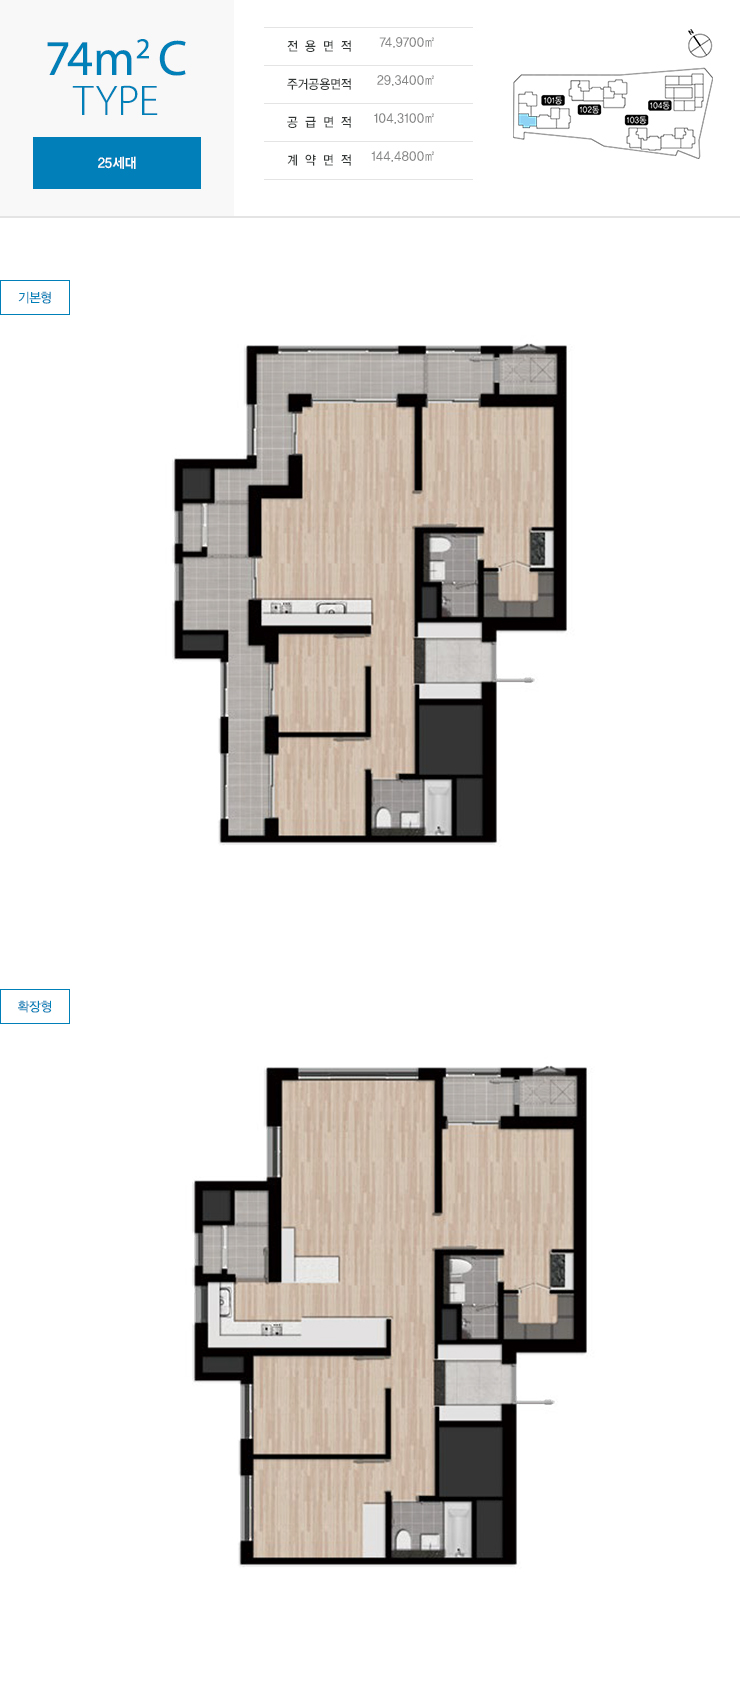 74m² C
TYPE
25세대
전용면적 74.9700㎡
주거공용면적 29.3400㎡
공급면적 104.3100㎡
계약면적 144.4800㎡
N
101동
102동
103동
104동
기본형
확장형